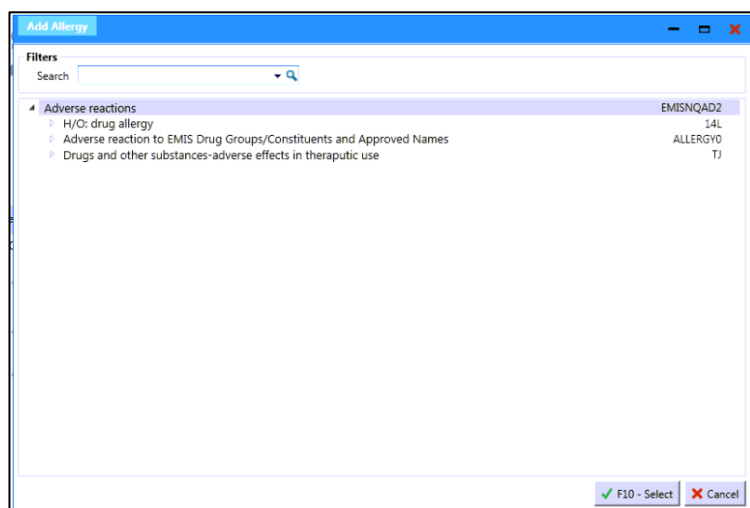 Add Allergy
Filters
Search
Adverse reactions EMISNQAD2
H/O: drug allergy 14L
Adverse reaction to EMIS Drug Groups/Constituents and Approved Names ALLERGY0
Drugs and other substances-adverse effects in theraputic use TJ
F10 - Select Cancel